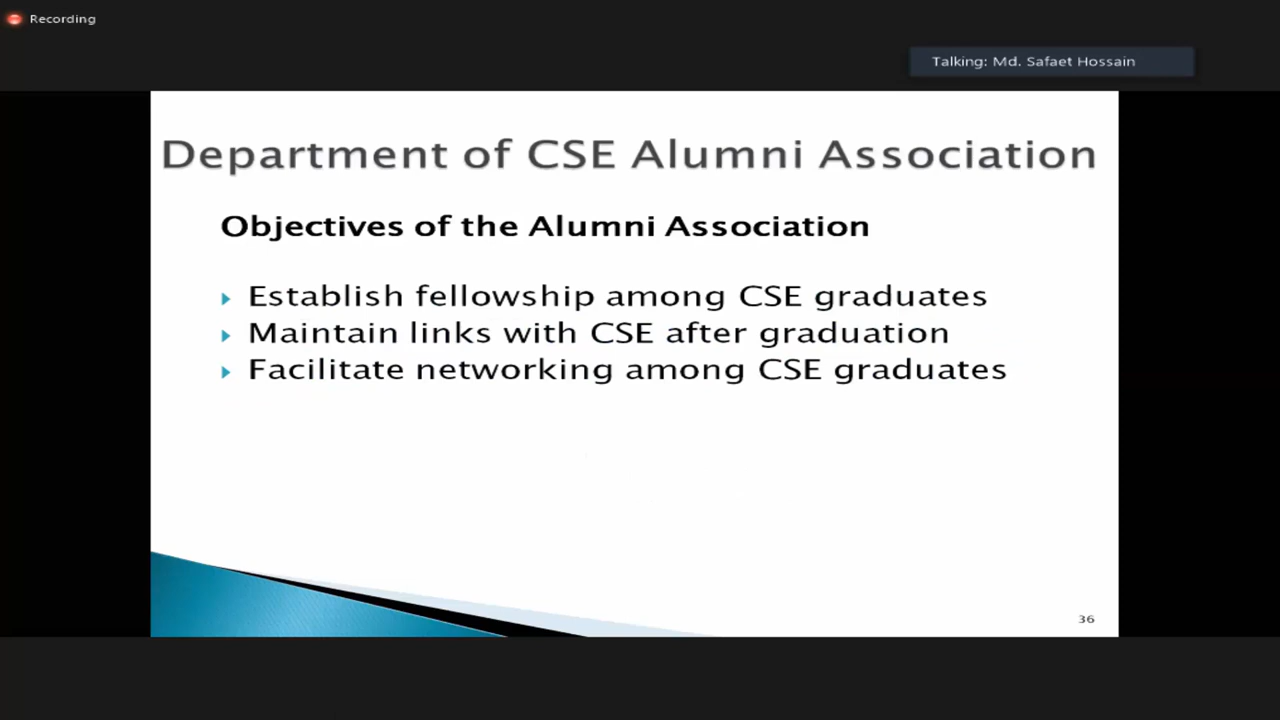 Recording
Talking: Md. Safaet Hossain
Department of CSE Alumni Association
Objectives of the Alumni Association
Establish fellowship among CSE graduates
Maintain links with CSE after graduation
Facilitate networking among CSE graduates
36